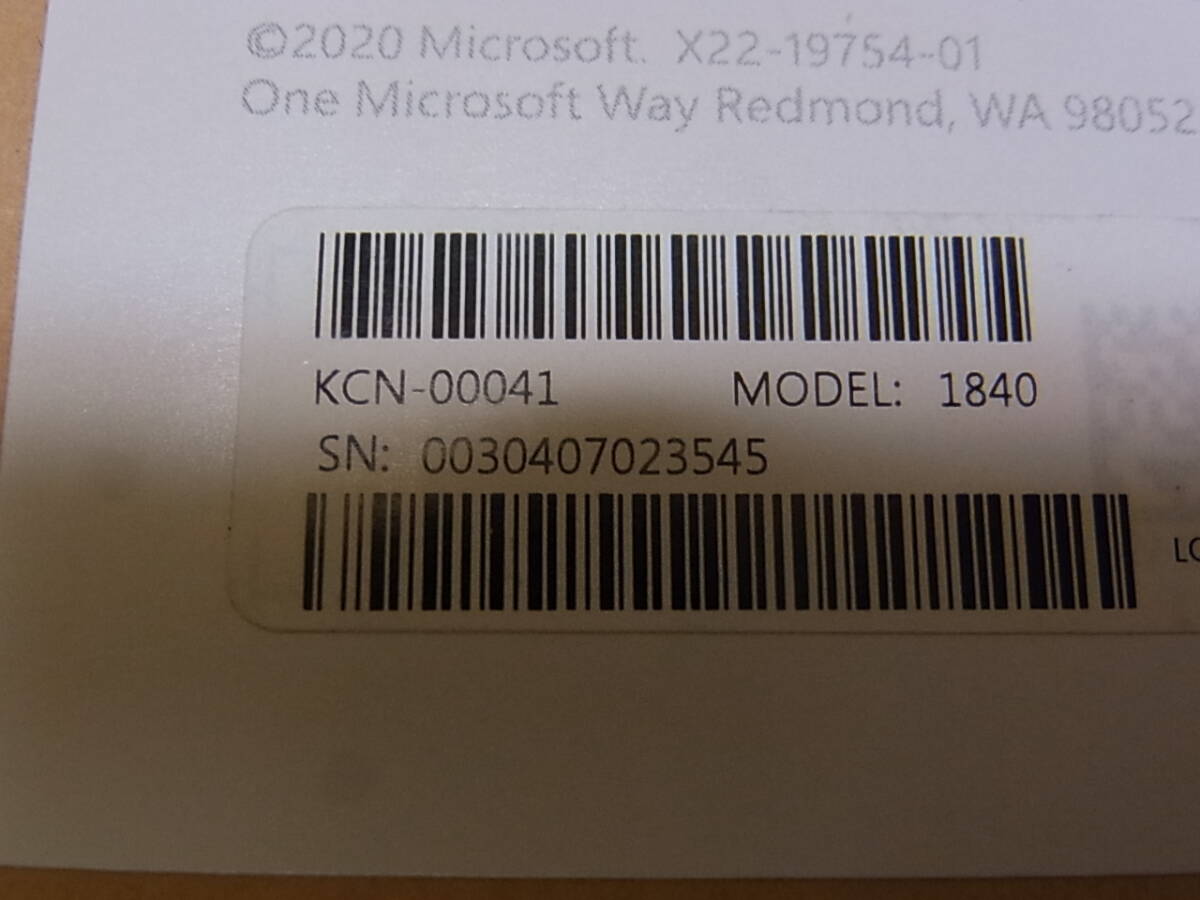 ©2020 Microsoft. X22-19754-01
One Microsoft Way Redmond, WA 98052
KCN-00041 MODEL: 1840
SN: 0030407023545